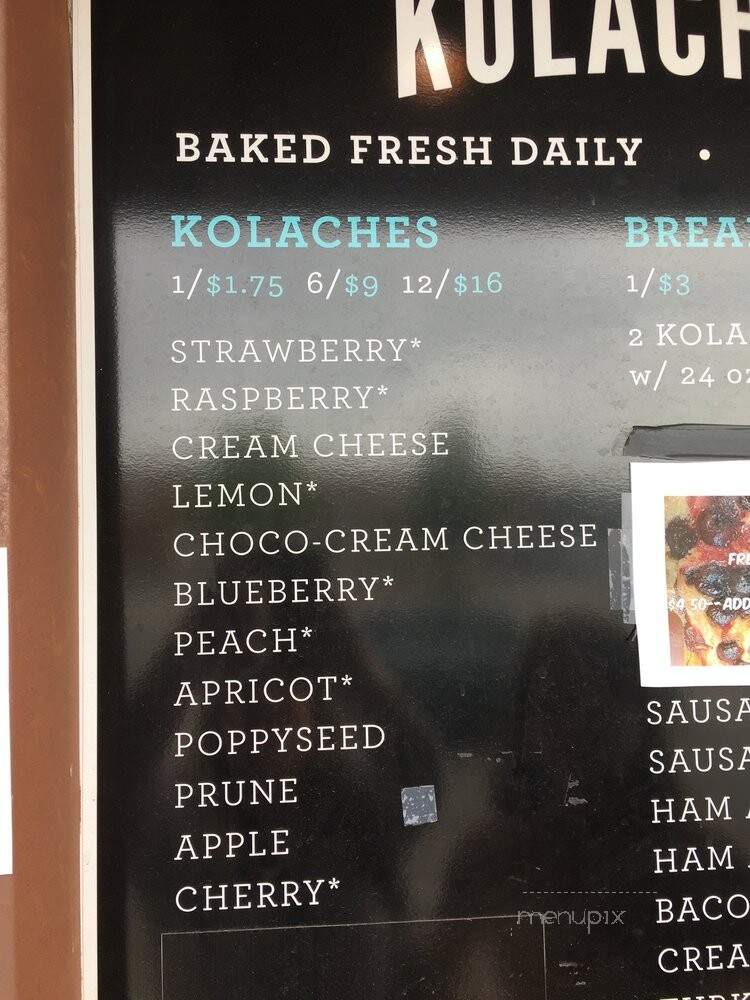 KOLACH
BAKED FRESH DAILY •
KOLACHES
1/$1.75 6/$9 12/$16
STRAWBERRY*
RASPBERRY*
CREAM CHEESE
LEMON*
CHOCO-CREAM CHEESE
BLUEBERRY*
PEACH*
APRICOT*
POPPYSEED
PRUNE
APPLE
CHERRY*
BREA
1/$3
2 KOLA
w/ 24 oz
FRE
$4.50--ADD
SAUSA
SAUSA
HAM
HAM
BACO
CREA
menupix